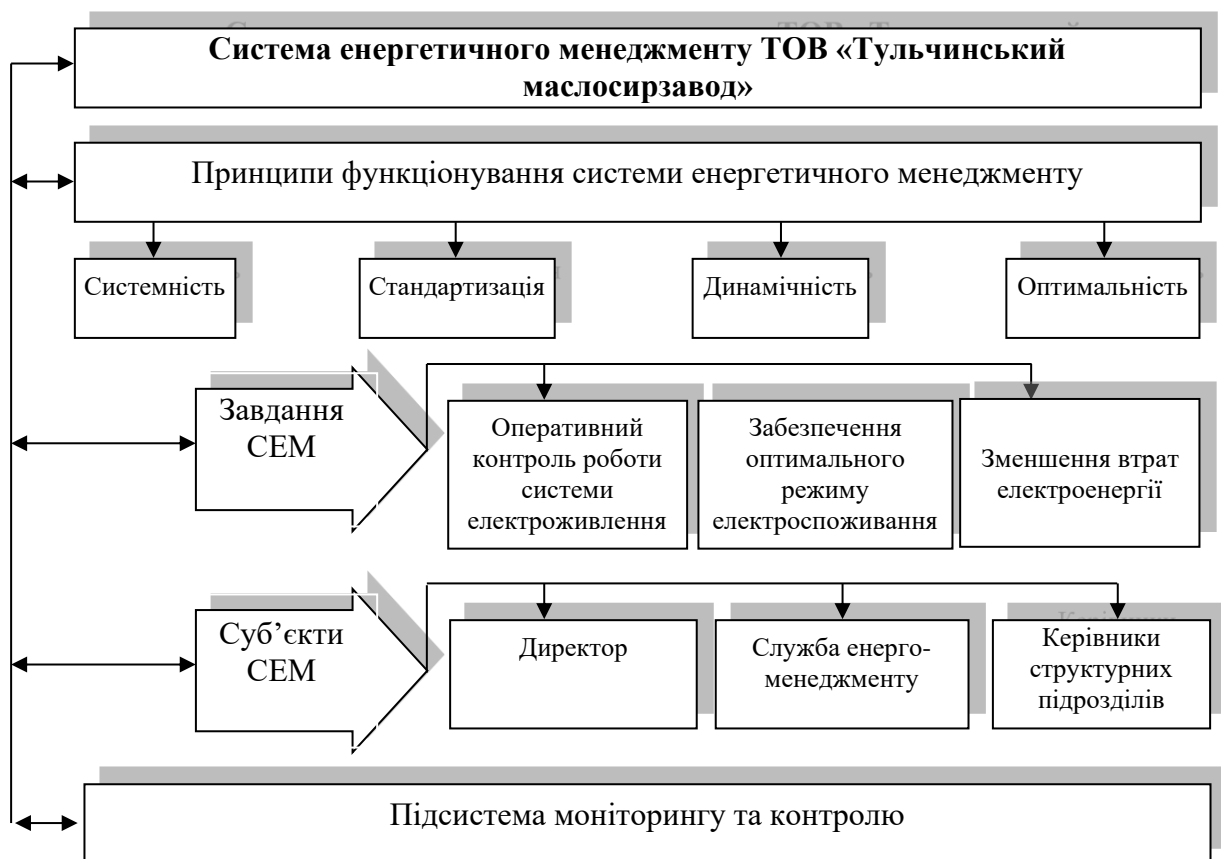 Система енергетичного менеджменту ТОВ «Тульчинський
маслосирзавод»
Принципи функціонування системи енергетичного менеджменту
Системність
Стандартизація
Динамічність
Оптимальність
Завдання
СЕМ
Оперативний
контроль роботи
системи
електроживлення
Забезпечення
оптимального
режиму
електроспоживання
Зменшення втрат
електроенергії
Суб’єкти
СЕМ
Директор
Служба енерго-
менеджменту
Керівники
структурних
підрозділів
Підсистема моніторингу та контролю